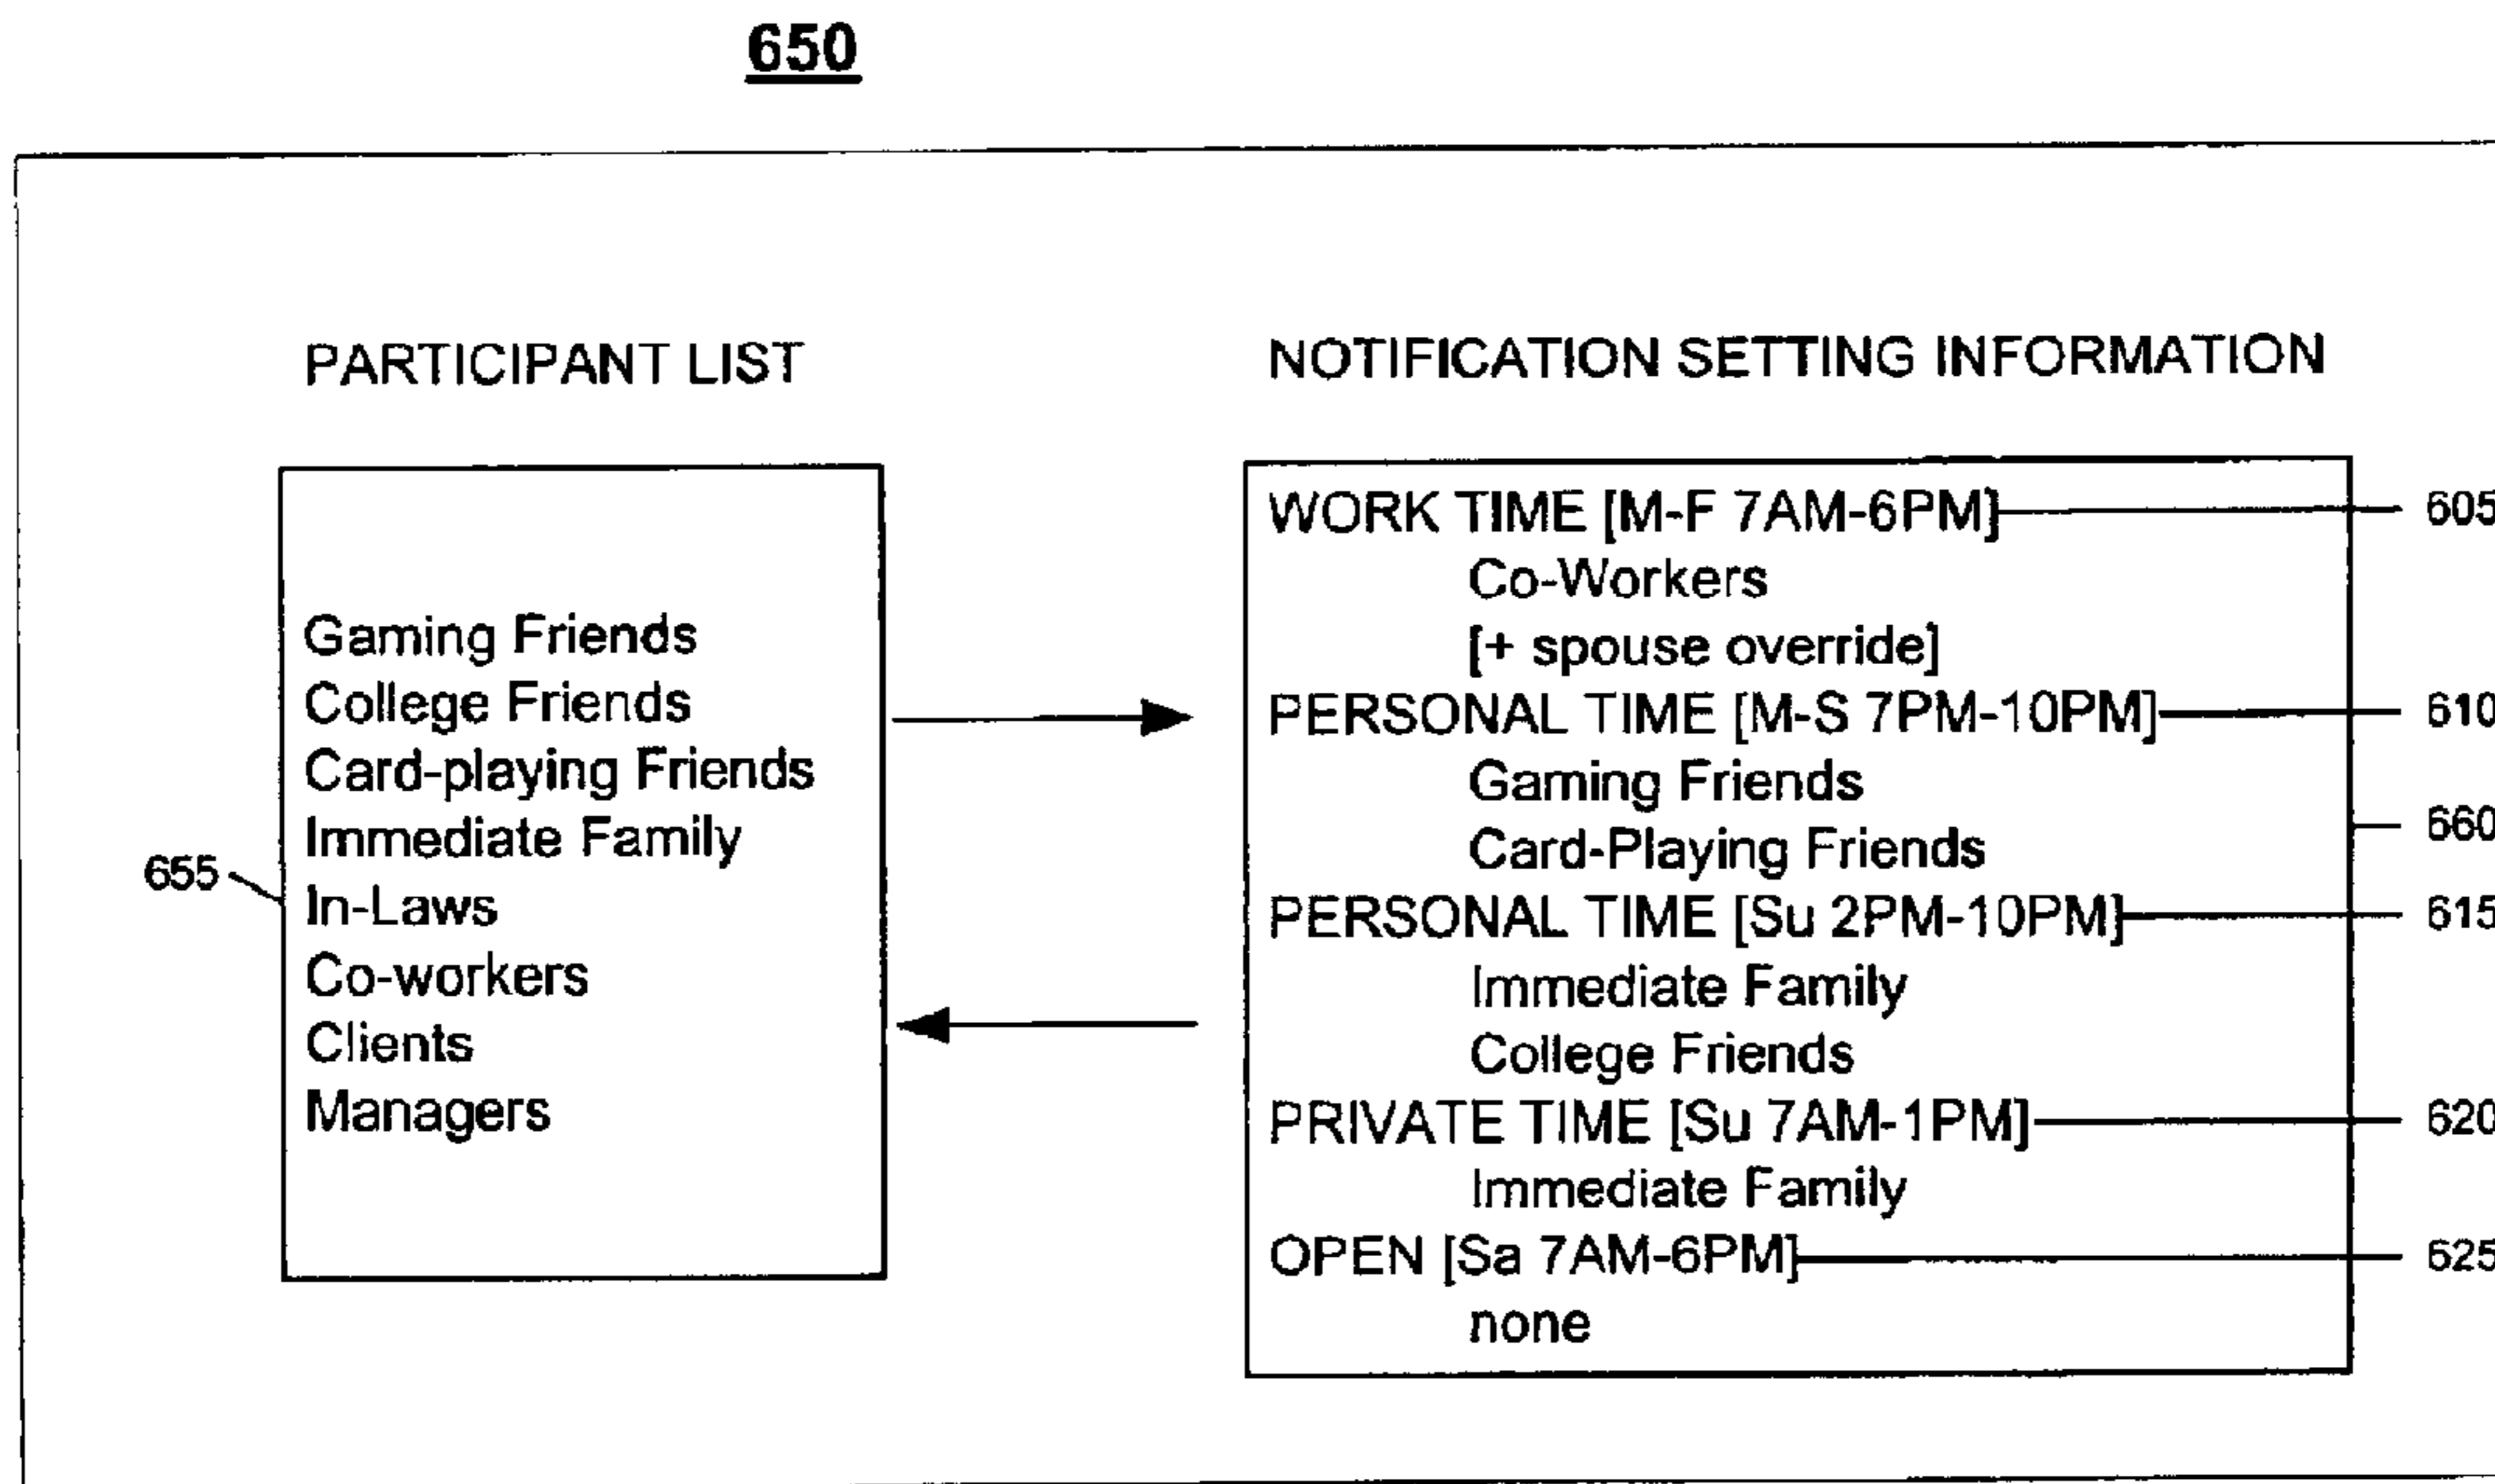 650
PARTICIPANT LIST
Gaming Friends
College Friends
Card-playing Friends
Immediate Family
In-Laws
Co-workers
Clients
Managers
655
NOTIFICATION SETTING INFORMATION
WORK TIME [M-F 7AM-6PM]
Co-Workers
[+ spouse override]
PERSONAL TIME [M-S 7PM-10PM]
Gaming Friends
Card-Playing Friends
PERSONAL TIME [Su 2PM-10PM]
Immediate Family
College Friends
PRIVATE TIME [Su 7AM-1PM]
Immediate Family
OPEN [Sa 7AM-6PM]
none
605
610
660
615
620
625